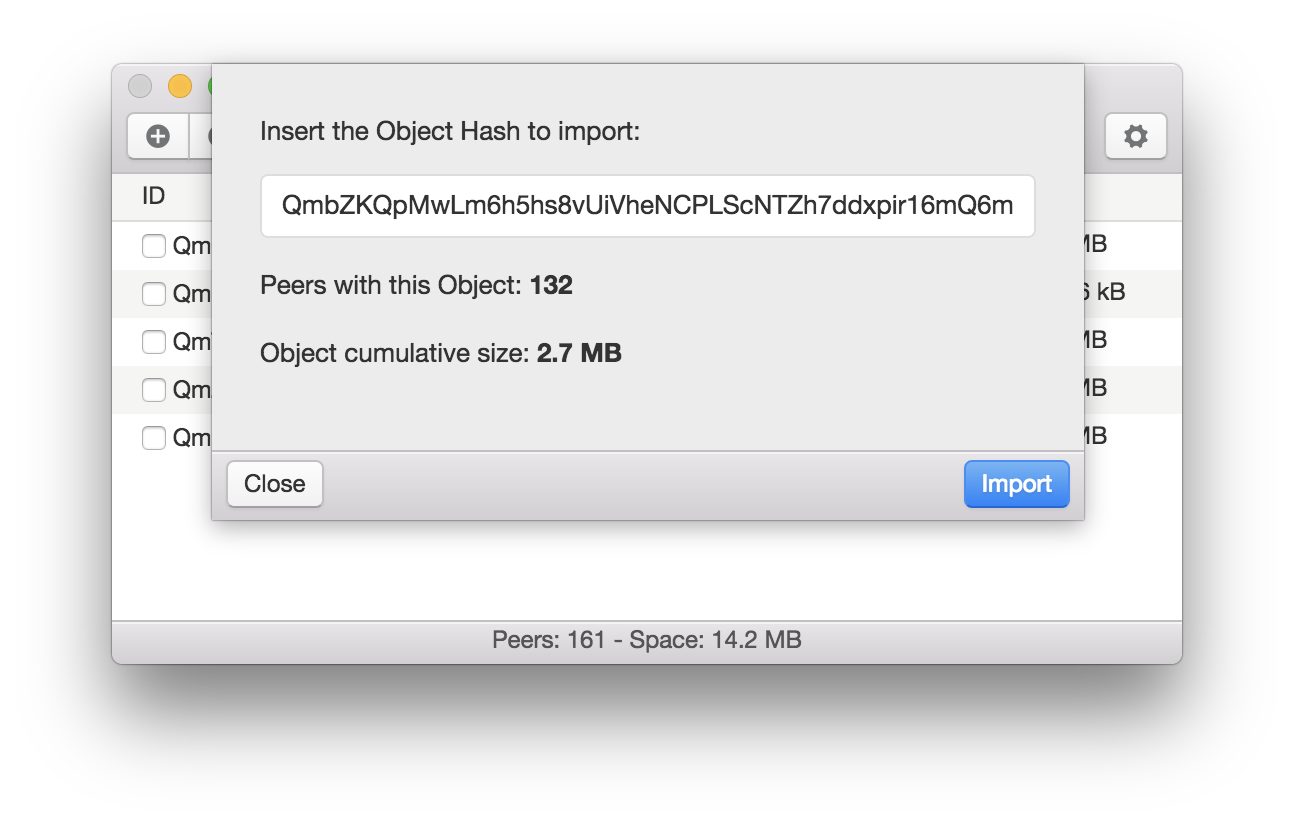 Insert the Object Hash to import:
ID
QmbZKQpMwLm6h5hs8vUiVheNCPLScNTZh7ddxpir16mQ6m
Qm
MB
Peers with this Object: 132
Qm
6 kB
Qm
MB
Object cumulative size: 2.7 MB
Qm
MB
Qm
MB
Close
Import
Peers: 161 - Space: 14.2 MB